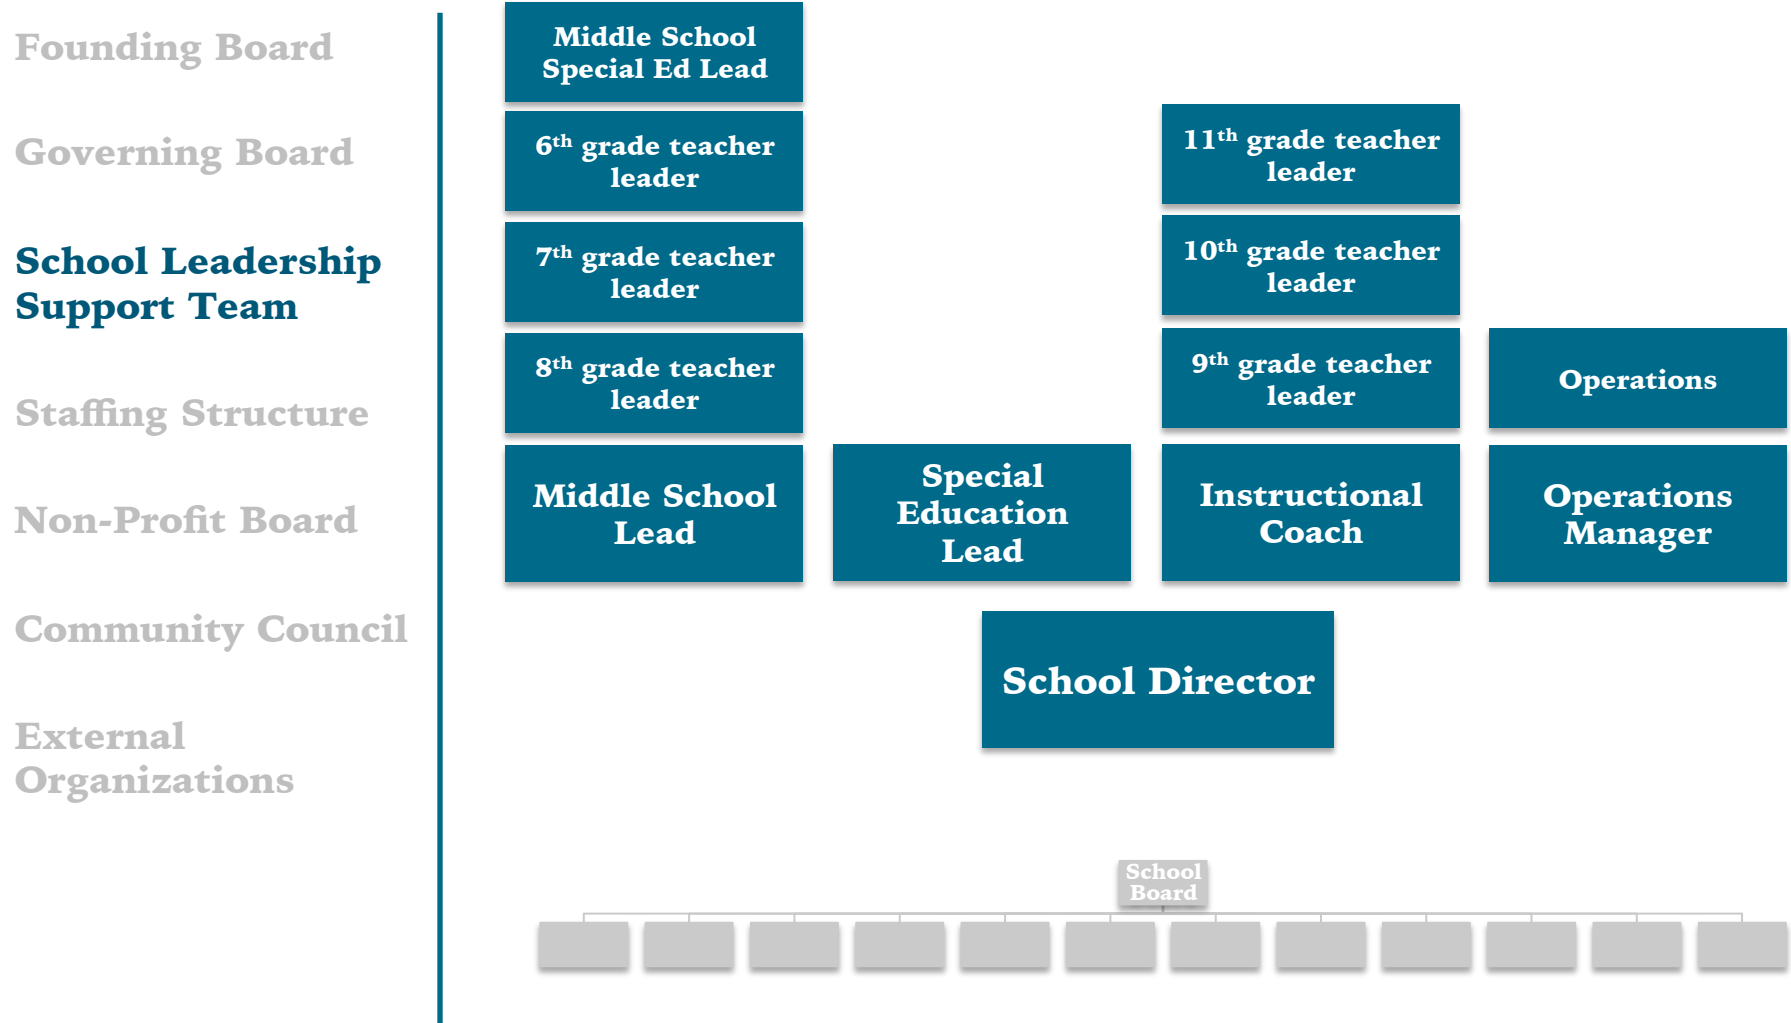 Founding Board
Governing Board
School Leadership
Support Team
Staffing Structure
Non-Profit Board
Community Council
External
Organizations
Middle School
Special Ed Lead
6th grade teacher
leader
7th grade teacher
leader
8th grade teacher
leader
Middle School
Lead
Special
Education
Lead
11th grade teacher
leader
10th grade teacher
leader
9th grade teacher
leader
Instructional
Coach
Operations
Operations
Manager
School Director
School
Board